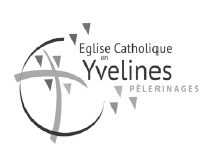 Eglise Catholique
en
Yvelines
PÈLERINAGES